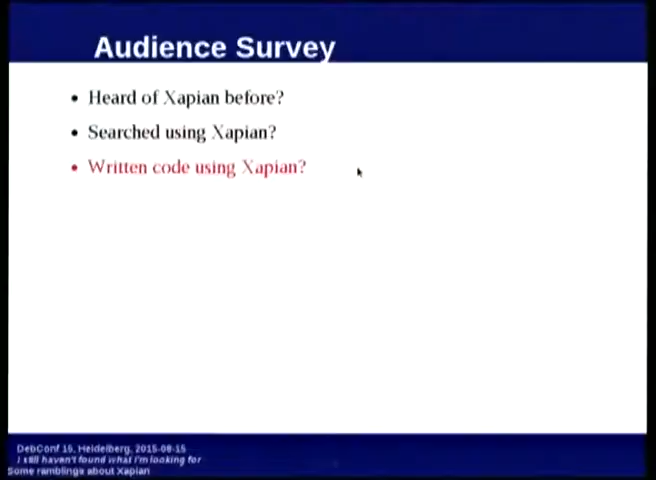 Audience Survey
• Heard of Xapian before?
• Searched using Xapian?
• Written code using Xapian?
DebConf 15, Heidelberg, 2015-08-15
I still haven't found what I'm looking for
Some ramblings about Xapian